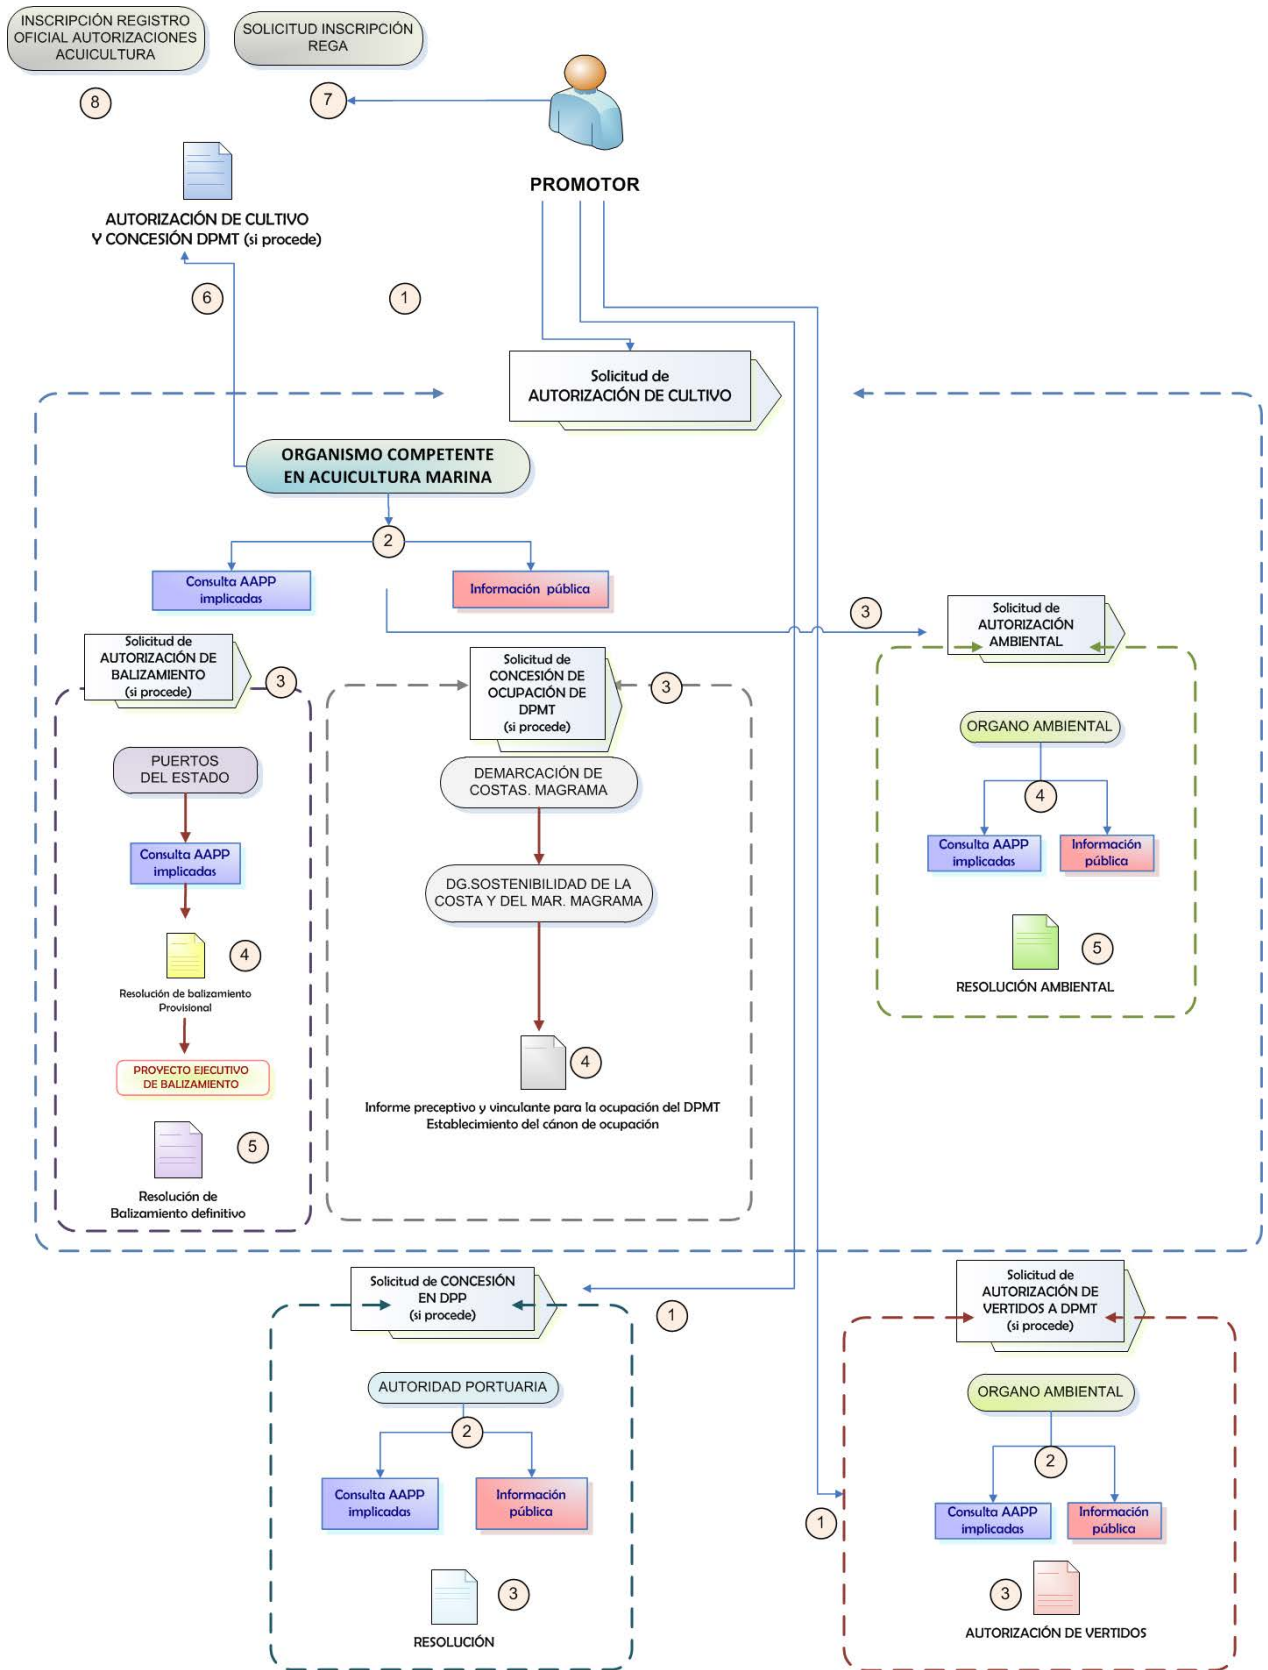 INSCRIPCIÓN REGISTRO
OFICIAL AUTORIZACIONES
ACUICULTURA
SOLICITUD INSCRIPCIÓN
REGA
8
7
PROMOTOR
AUTORIZACIÓN DE CULTIVO
Y CONCESIÓN DPMT (si procede)
6
1
Solicitud de
AUTORIZACIÓN DE CULTIVO
ORGANISMO COMPETENTE
EN ACUICULTURA MARINA
2
Consulta AAPP
implicadas
Información pública
3
Solicitud de
AUTORIZACIÓN
AMBIENTAL
Solicitud de
AUTORIZACIÓN DE
BALIZAMIENTO
(si procede)
3
Solicitud de
CONCESIÓN DE
OCUPACIÓN DE
DPMT
(si procede)
3
PUERTOS
DEL ESTADO
Consulta AAPP
implicadas
4
Resolución de balizamiento
Provisional
PROYECTO EJECUTIVO
DE BALIZAMIENTO
5
Resolución de
Balizamiento definitivo
DEMARCACIÓN DE
COSTAS. MAGRAMA
DG.SOSTENIBILIDAD DE LA
COSTA Y DEL MAR. MAGRAMA
4
Informe preceptivo y vinculante para la ocupación del DPMT
Establecimiento del cánon de ocupación
ORGANO AMBIENTAL
4
Consulta AAPP
implicadas
Información
pública
5
RESOLUCIÓN AMBIENTAL
Solicitud de CONCESIÓN
EN DPP
(si procede)
1
AUTORIDAD PORTUARIA
2
Consulta AAPP
implicadas
Información
pública
3
RESOLUCIÓN
Solicitud de
AUTORIZACIÓN DE
VERTIDOS A DPMT
(si procede)
ORGANO AMBIENTAL
2
1
Consulta AAPP
implicadas
Información
pública
3
AUTORIZACIÓN DE VERTIDOS